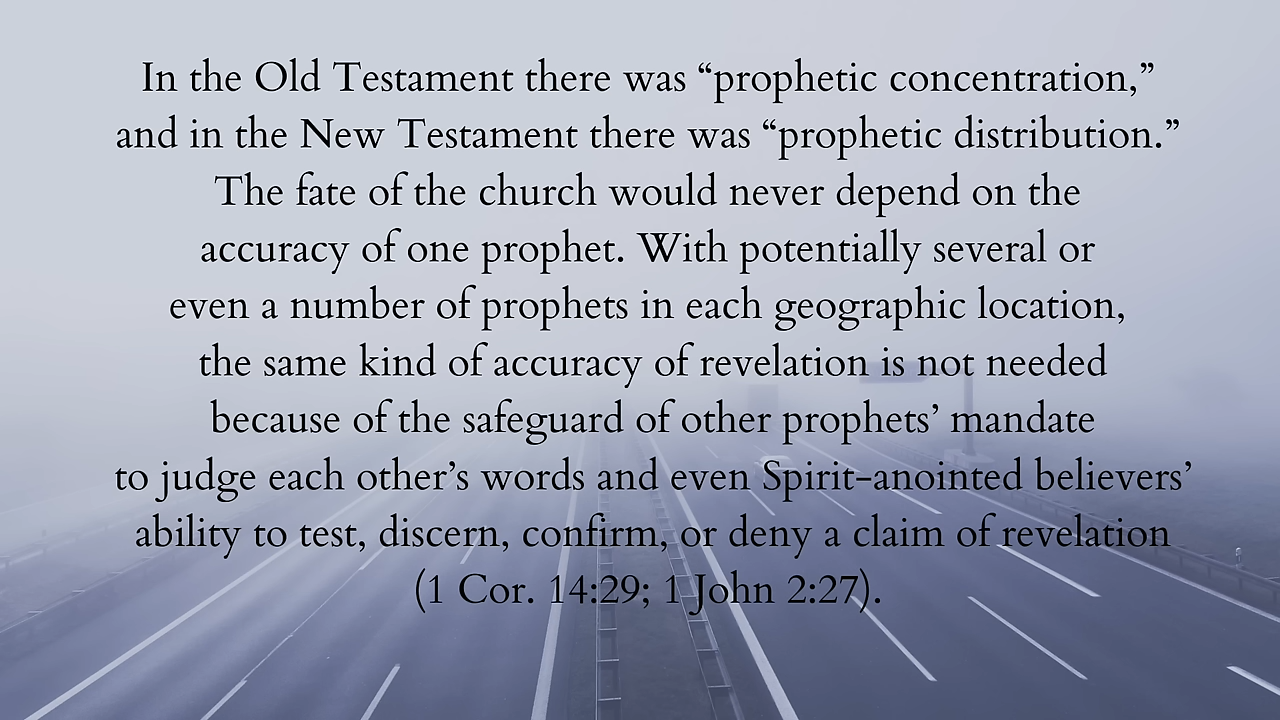 In the Old Testament there was “prophetic concentration,”
and in the New Testament there was “prophetic distribution.”
The fate of the church would never depend on the
accuracy of one prophet. With potentially several or
even a number of prophets in each geographic location,
the same kind of accuracy of revelation is not needed
because of the safeguard of other prophets’ mandate
to judge each other’s words and even Spirit-anointed believers’
ability to test, discern, confirm, or deny a claim of revelation
(1 Cor. 14:29; 1 John 2:27).